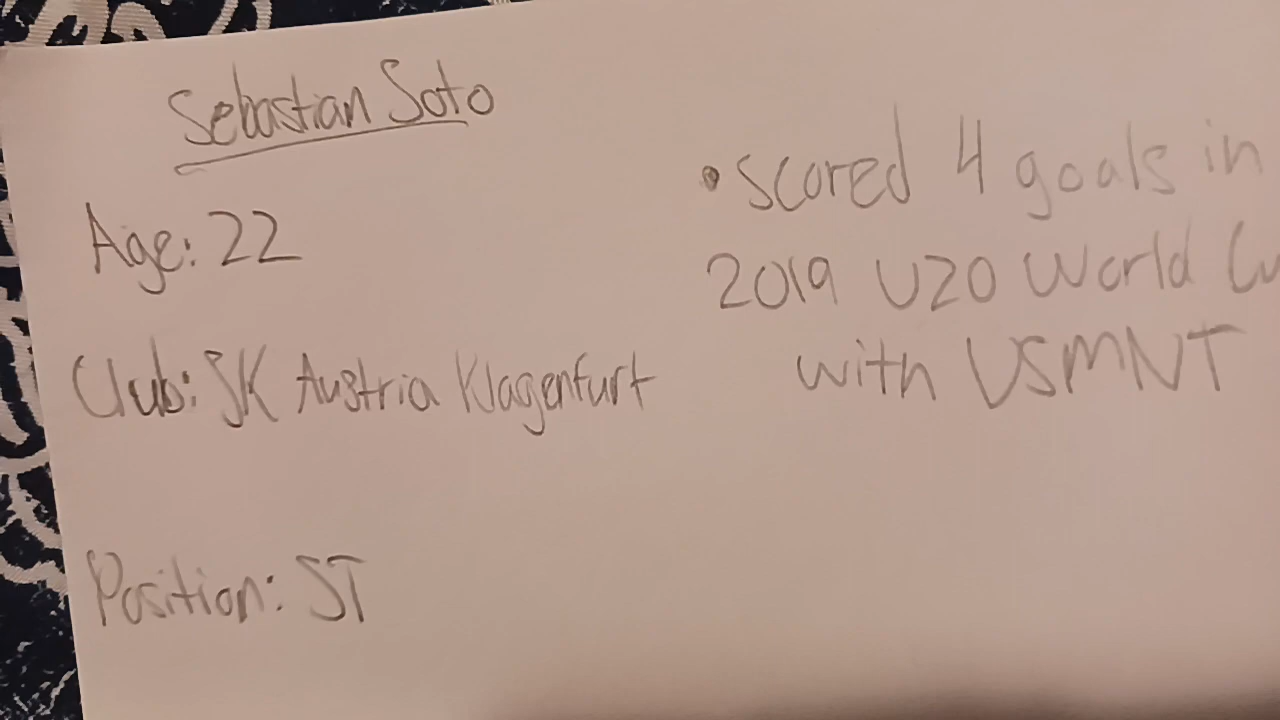 Sebastian Soto
Age: 22
Club: SK Austria Klagenfurt
Position: ST
• scored 4 goals in
2019 U20 World Cu
with USMNT